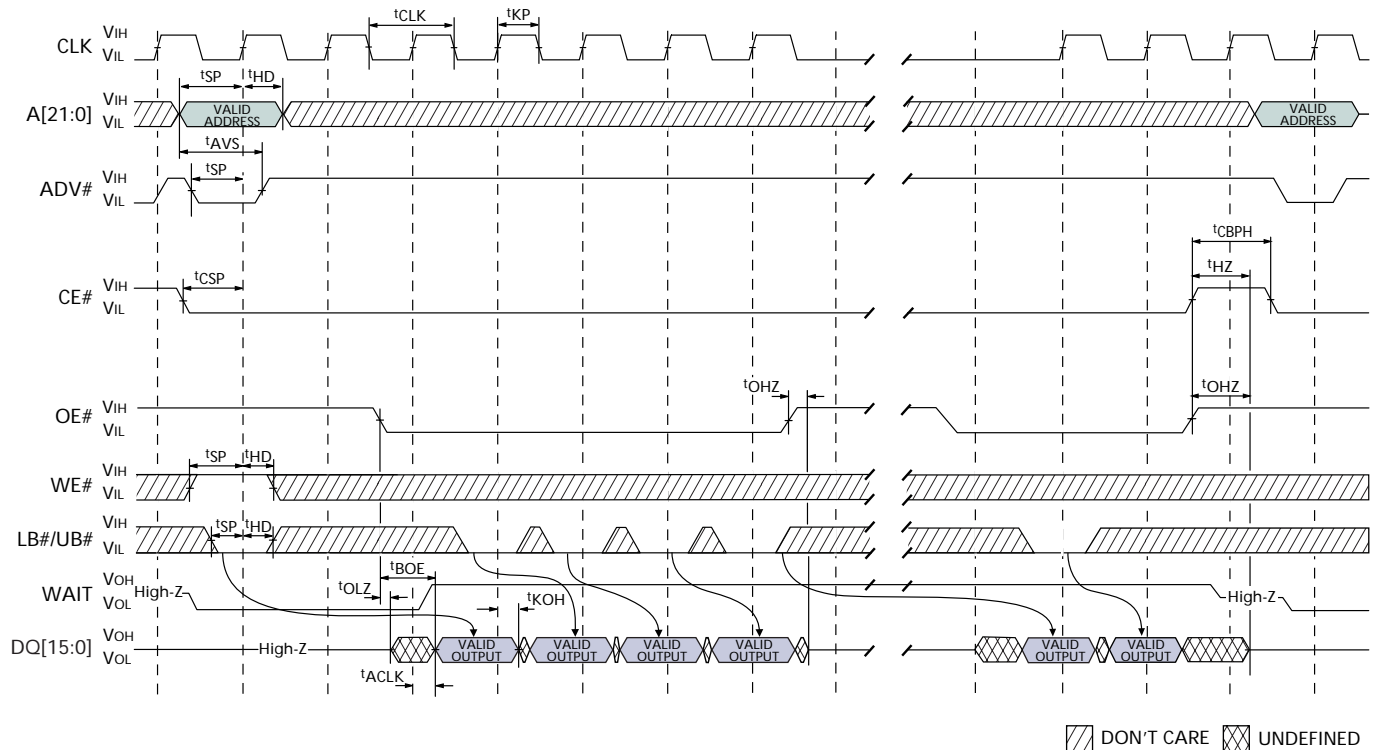 tCLK
tKP
CLK
VIH
VIL
tSP
tHD
A[21:0]
VIH
VIL
VALID
ADDRESS
VALID
ADDRESS
tAVS
tSP
ADV#
VIH
VIL
tCBPH
tHZ
tCSP
CE#
VIH
VIL
tOHZ
tOHZ
OE#
VIH
VIL
tSP
tHD
WE#
VIH
VIL
tSP
tHD
LB#/UB#
VIH
VIL
tBOE
tOLZ
tKOH
WAIT
VOH
VOL
High-Z
High-Z
DQ[15:0]
VOH
VOL
High-Z
VALID
OUTPUT
VALID
OUTPUT
VALID
OUTPUT
VALID
OUTPUT
VALID
OUTPUT
VALID
OUTPUT
tACLK
DON'T CARE
UNDEFINED